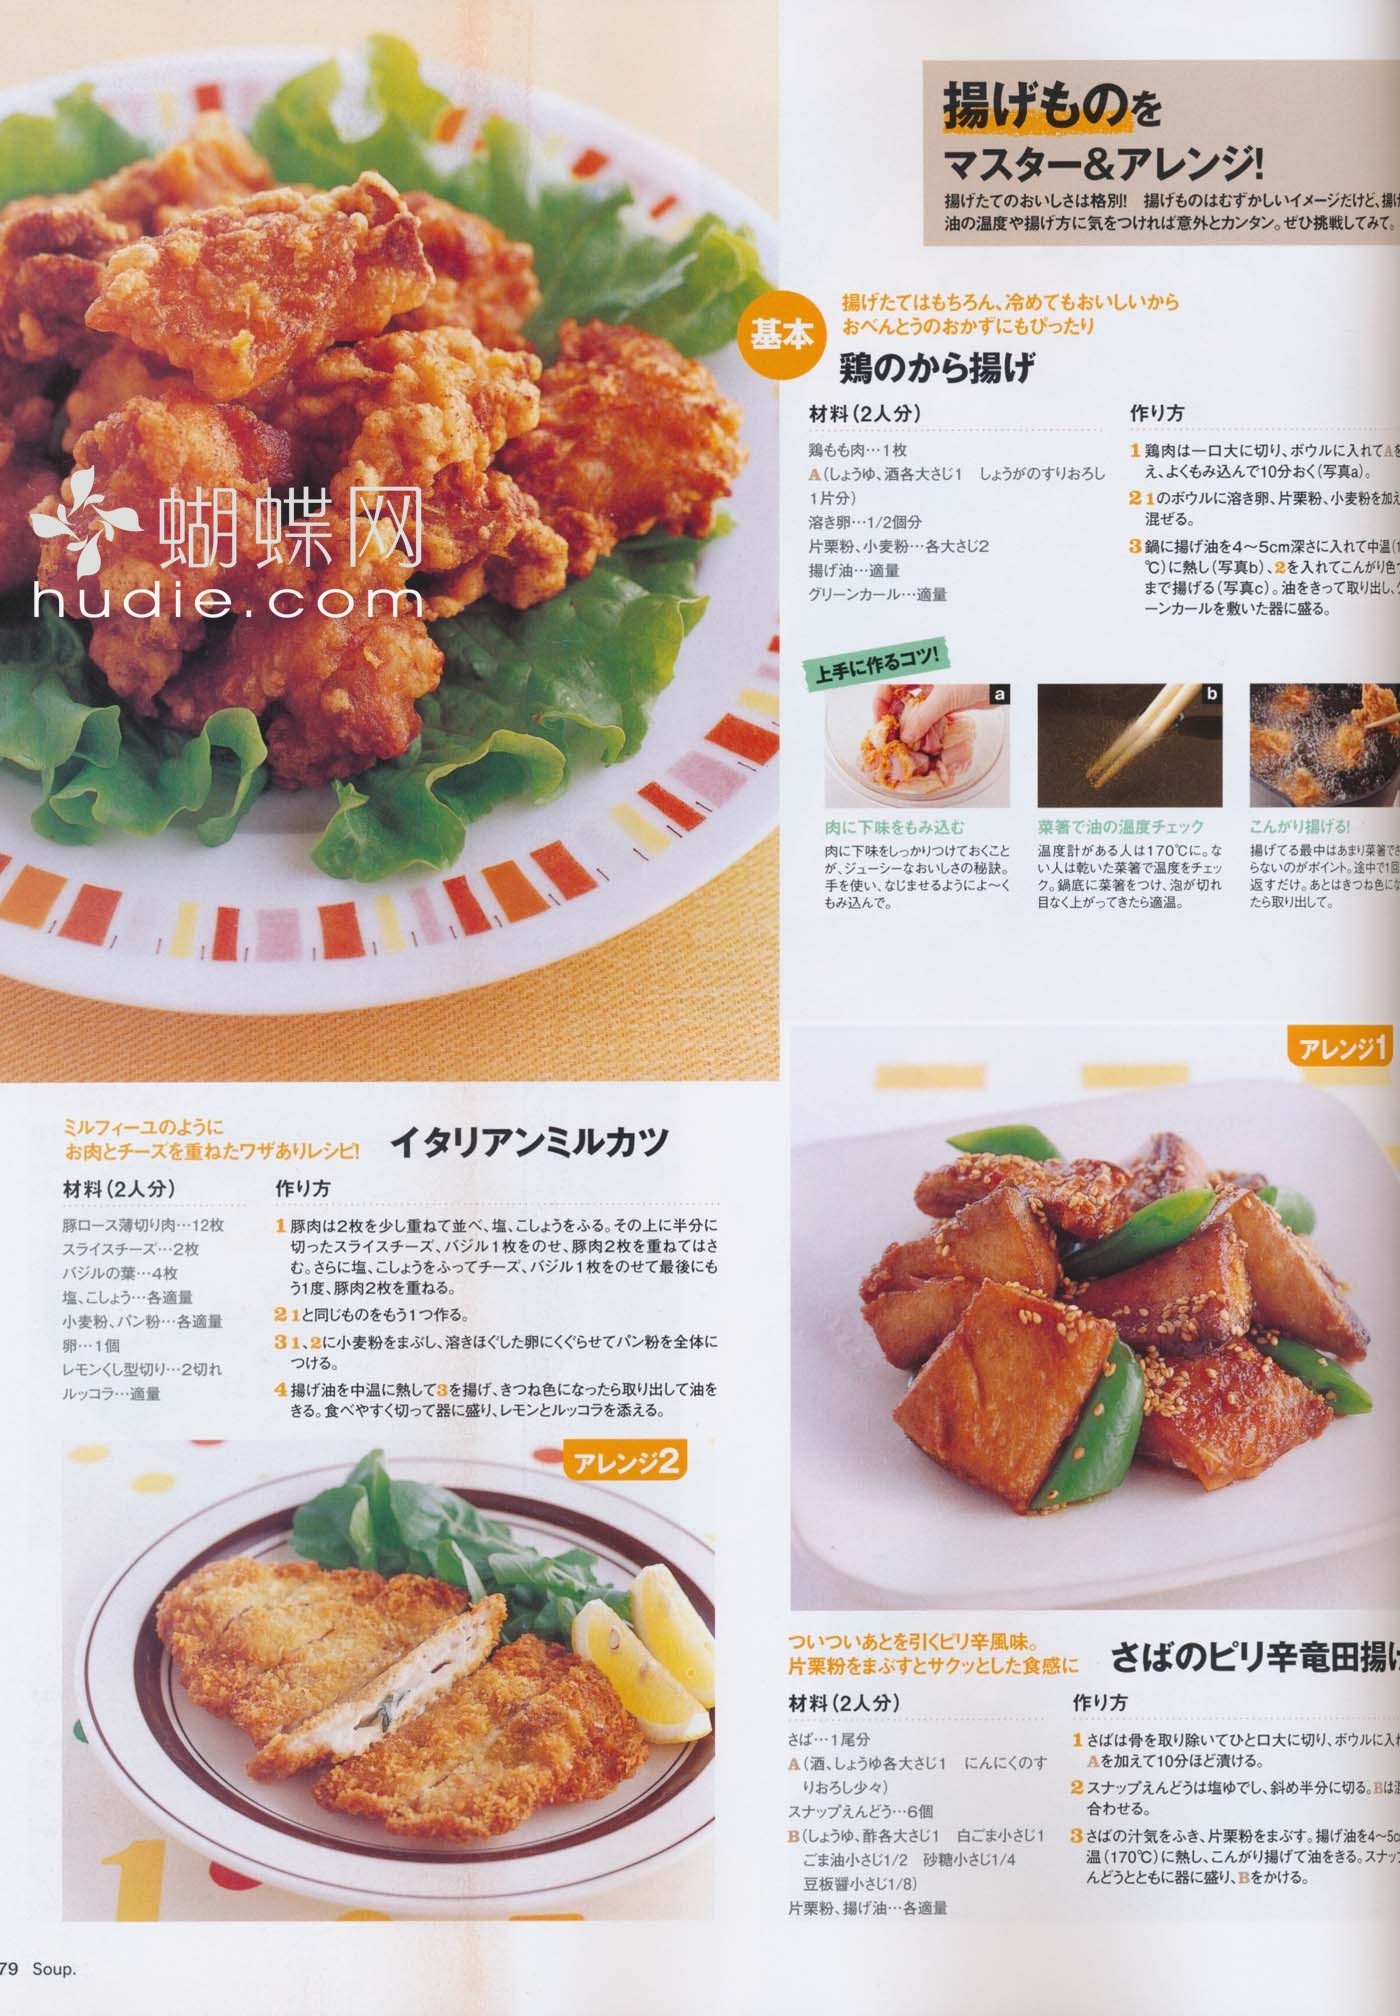 揚げものを
マスター&アレンジ!
揚げたてのおいしさは格別! 揚げものはむずかしいイメージだけど、揚げ
油の温度や揚げ方に気をつければ意外とカンタン。ぜひ挑戦してみて。
基本
揚げたてはもちろん、冷めてもおいしいから
おべんとうのおかずにもぴったり
鶏のから揚げ
材料(2人分)
鶏もも肉…1枚
A(しょうゆ、酒各大さじ1 しょうがのすりおろし
1片分)
溶き卵…1/2個分
片栗粉、小麦粉…各大さじ2
揚げ油…適量
グリーンカール…適量
作り方
1 鶏肉は一口大に切り、ボウルに入れてAを
え、よくもみ込んで10分おく(写真a)。
2 1のボウルに溶き卵、片栗粉、小麦粉を加え
混ぜる。
3 鍋に揚げ油を4〜5cm深さに入れて中温(1
℃)に熱し(写真b)、2を入れてこんがり色づ
まで揚げる(写真c)。油をきって取り出し、グ
ーンカールを敷いた器に盛る。
上手に作るコツ!
a
b
肉に下味をもみ込む
肉に下味をしっかりつけておくこと
が、ジューシーなおいしさの秘訣。
手を使い、なじませるようによ〜く
もみ込んで。
菜箸で油の温度チェック
温度計がある人は170℃に。な
い人は乾いた菜箸で温度をチェッ
ク。鍋底に菜箸をつけ、泡が切れ
目なく上がってきたら適温。
こんがり揚げる!
揚げてる最中はあまり菜箸でさ
らないのがポイント。途中で1回
返すだけ。あとはきつね色にな
たら取り出して。
蝴蝶网
hudie.com
ミルフィーユのように
お肉とチーズを重ねたワザありレシピ!
イタリアンミルカツ
材料(2人分)
豚ロース薄切り肉…12枚
スライスチーズ…2枚
バジルの葉…4枚
塩、こしょう…各適量
小麦粉、パン粉…各適量
卵…1個
レモンくし型切り…2切れ
ルッコラ…適量
作り方
1 豚肉は2枚を少し重ねて並べ、塩、こしょうをふる。その上に半分に
切ったスライスチーズ、バジル1枚をのせ、豚肉2枚を重ねてはさ
む。さらに塩、こしょうをふってチーズ、バジル1枚をのせて最後にも
う1度、豚肉2枚を重ねる。
2 1と同じものをもう1つ作る。
3 1、2に小麦粉をまぶし、溶きほぐした卵にくぐらせてパン粉を全体に
つける。
4 揚げ油を中温に熱して3を揚げ、きつね色になったら取り出して油を
きる。食べやすく切って器に盛り、レモンとルッコラを添える。
アレンジ2
アレンジ1
ついついあとを引くピリ辛風味。
片栗粉をまぶすとサクッとした食感に
さばのピリ辛竜田揚げ
材料(2人分)
さば…1尾分
A(酒、しょうゆ各大さじ1 にんにくのす
りおろし少々)
スナップえんどう…6個
B(しょうゆ、酢各大さじ1 白ごま小さじ1
ごま油小さじ1/2 砂糖小さじ1/4
豆板醤小さじ1/8)
片栗粉、揚げ油…各適量
作り方
1 さばは骨を取り除いてひと口大に切り、ボウルに入れ
Aを加えて10分ほど漬ける。
2 スナップえんどうは塩ゆでし、斜め半分に切る。Bは混
合わせる。
3 さばの汁気をふき、片栗粉をまぶす。揚げ油を4〜5c
温(170℃)に熱し、こんがり揚げて油をきる。スナップ
んどうとともに器に盛り、Bをかける。
79 Soup.